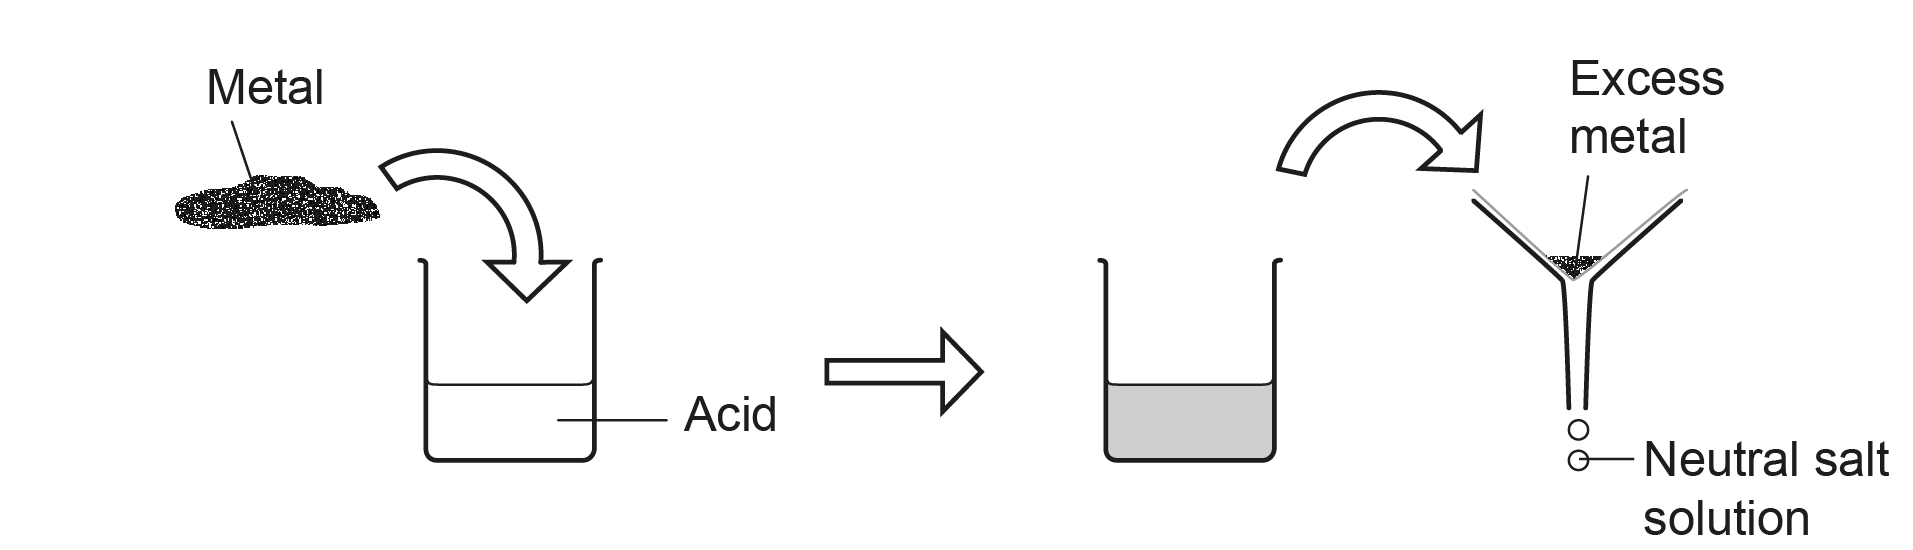 Metal
Acid
Excess
metal
Neutral salt
solution